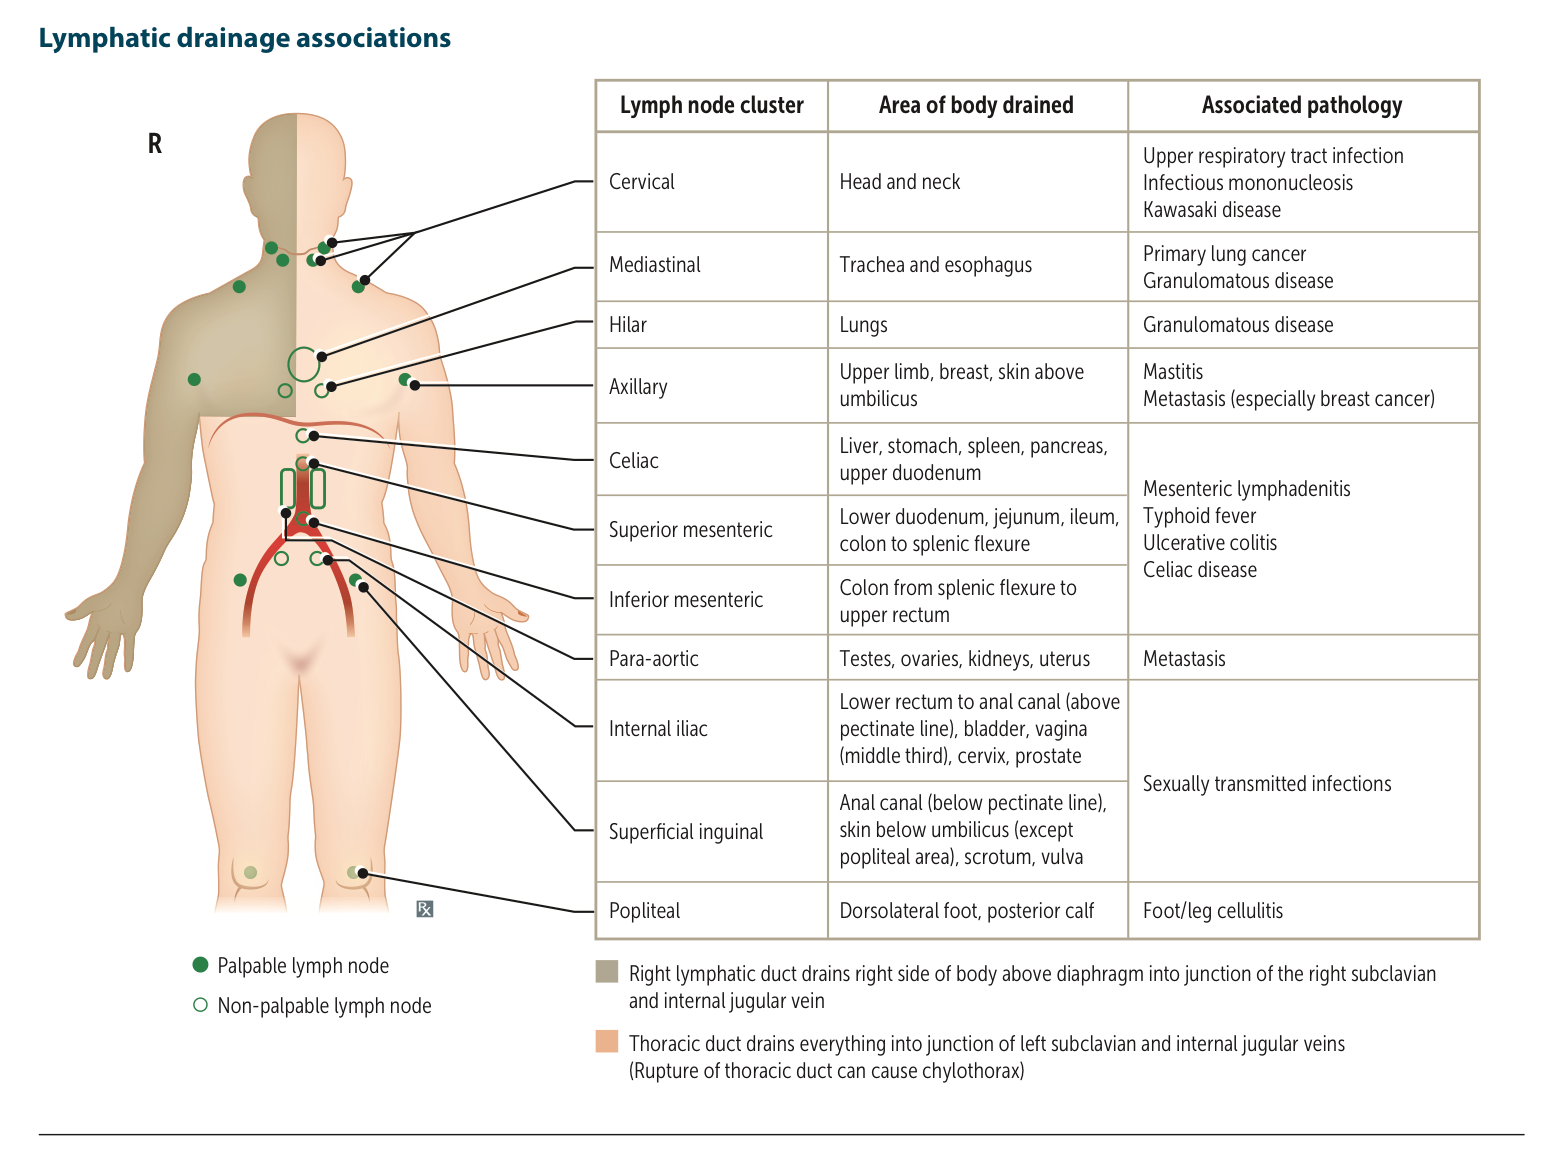 Lymphatic drainage associations
R
Lymph node cluster
Area of body drained
Associated pathology
Cervical
Head and neck
Upper respiratory tract infection
Infectious mononucleosis
Kawasaki disease
Mediastinal
Trachea and esophagus
Primary lung cancer
Granulomatous disease
Hilar
Lungs
Granulomatous disease
Axillary
Upper limb, breast, skin above
umbilicus
Mastitis
Metastasis (especially breast cancer)
Celiac
Liver, stomach, spleen, pancreas,
upper duodenum
Mesenteric lymphadenitis
Typhoid fever
Ulcerative colitis
Celiac disease
Superior mesenteric
Lower duodenum, jejunum, ileum,
colon to splenic flexure
Inferior mesenteric
Colon from splenic flexure to
upper rectum
Para-aortic
Testes, ovaries, kidneys, uterus
Metastasis
Internal iliac
Lower rectum to anal canal (above
pectinate line), bladder, vagina
(middle third), cervix, prostate
Sexually transmitted infections
Superficial inguinal
Anal canal (below pectinate line),
skin below umbilicus (except
popliteal area), scrotum, vulva
Popliteal
Dorsolateral foot, posterior calf
Foot/leg cellulitis
Rx
Palpable lymph node
Non-palpable lymph node
Right lymphatic duct drains right side of body above diaphragm into junction of the right subclavian
and internal jugular vein
Thoracic duct drains everything into junction of left subclavian and internal jugular veins
(Rupture of thoracic duct can cause chylothorax)